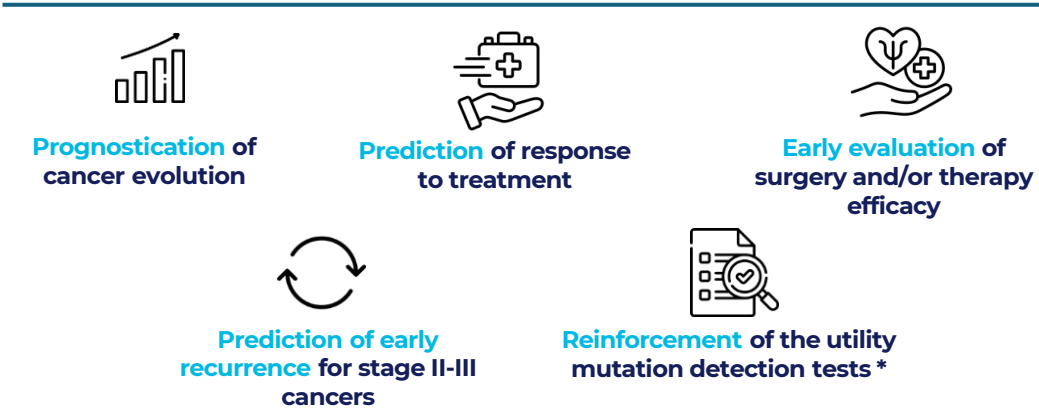 Prognostication of
cancer evolution
Prediction of response
to treatment
Early evaluation of
surgery and/or therapy
efficacy
Prediction of early
recurrence for stage II-III
cancers
Reinforcement of the utility
mutation detection tests *